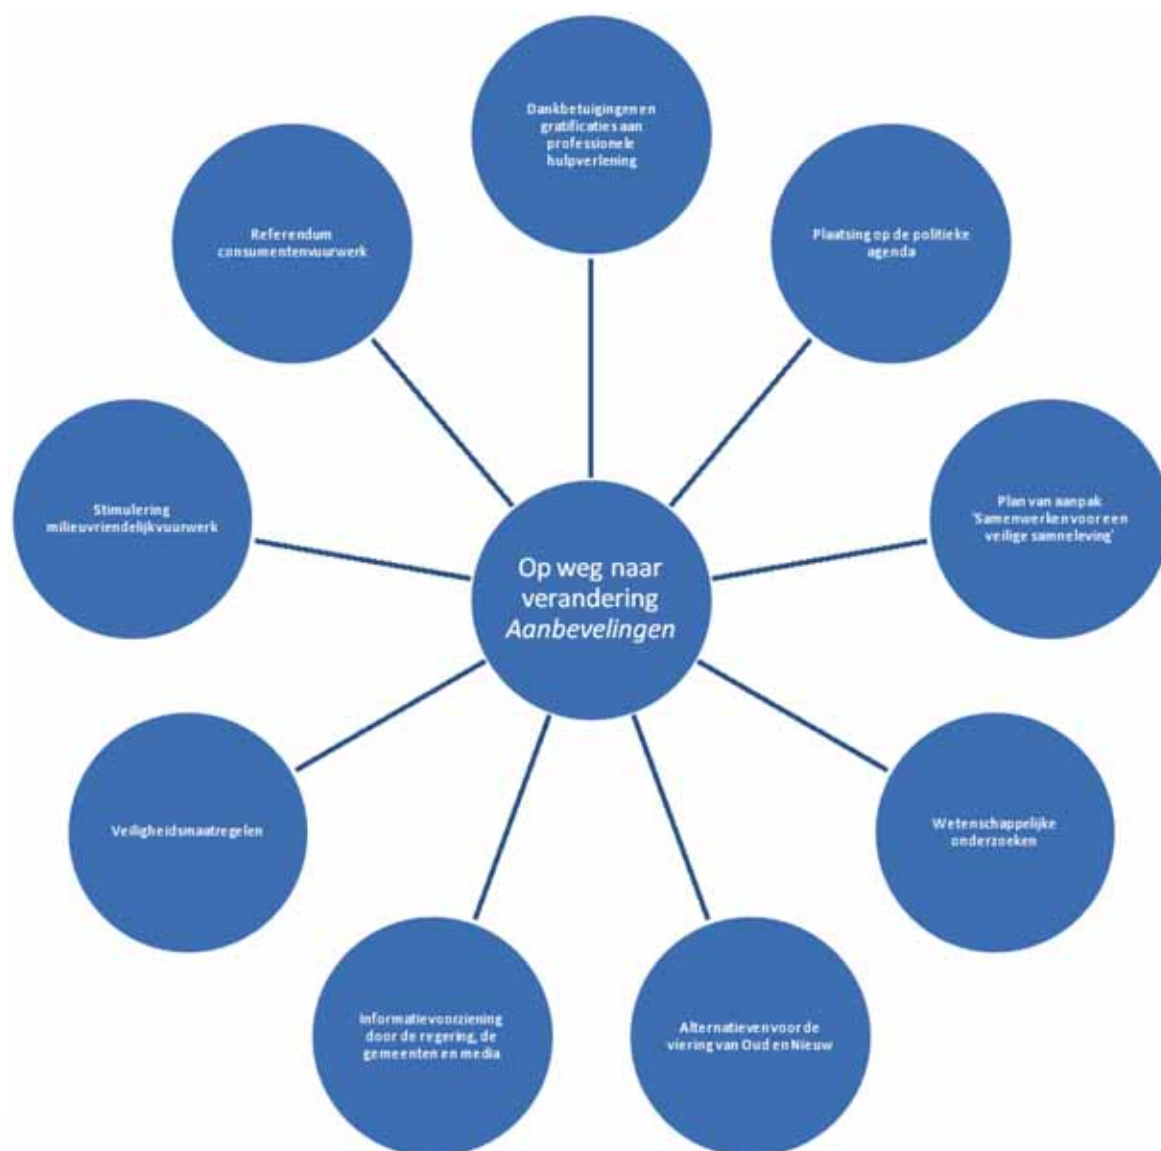 Dankbetuigingen en
gratificaties aan
professionele
hulpverlening
Plaatsing op de politieke
agenda
Plan van aanpak
'Samenwerken voor een
veilige samneleving'
Wetenschappelijke
onderzoeken
Alternatieven voor de
viering van Oud en Nieuw
Informatievoorziening
door de regering, de
gemeenten en media
Veiligheidsmaatregelen
Stimulering
milieuvriendelijk vuurwerk
Referendum
consumentenvuurwerk
Op weg naar
verandering
Aanbevelingen